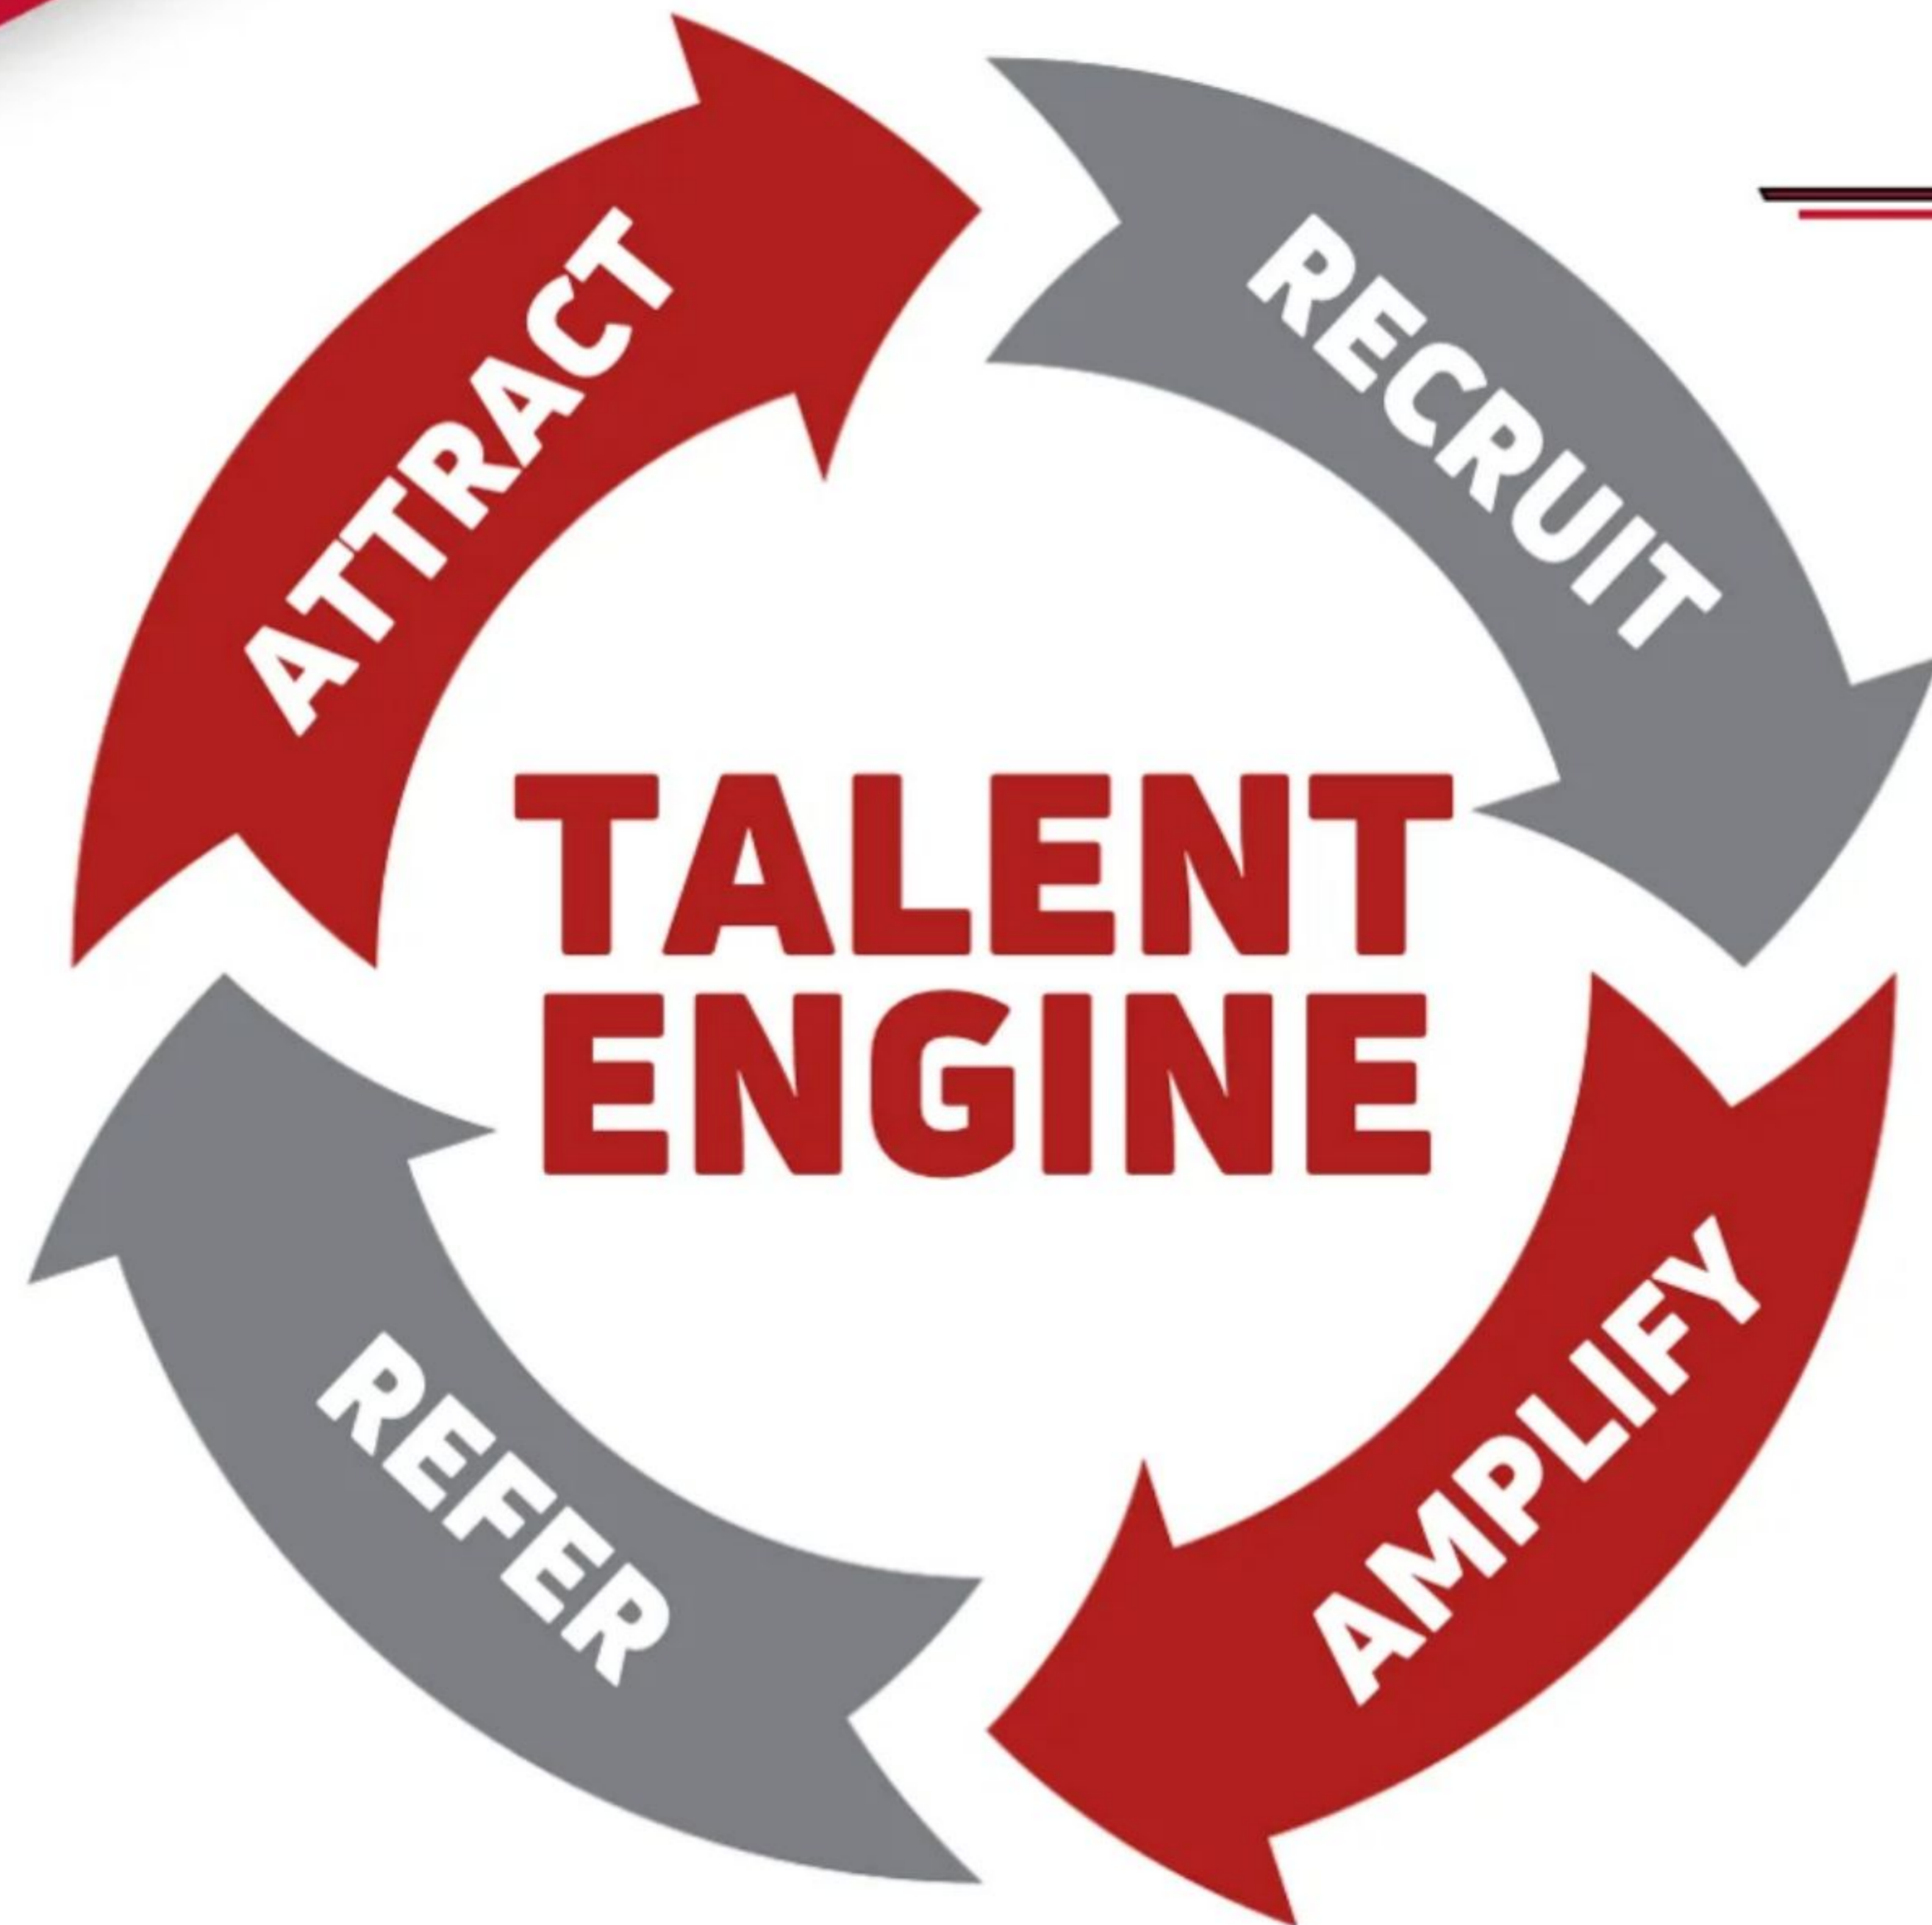 ATTRACT
RECRUIT
TALENT
ENGINE
REFER
AMPLIFY